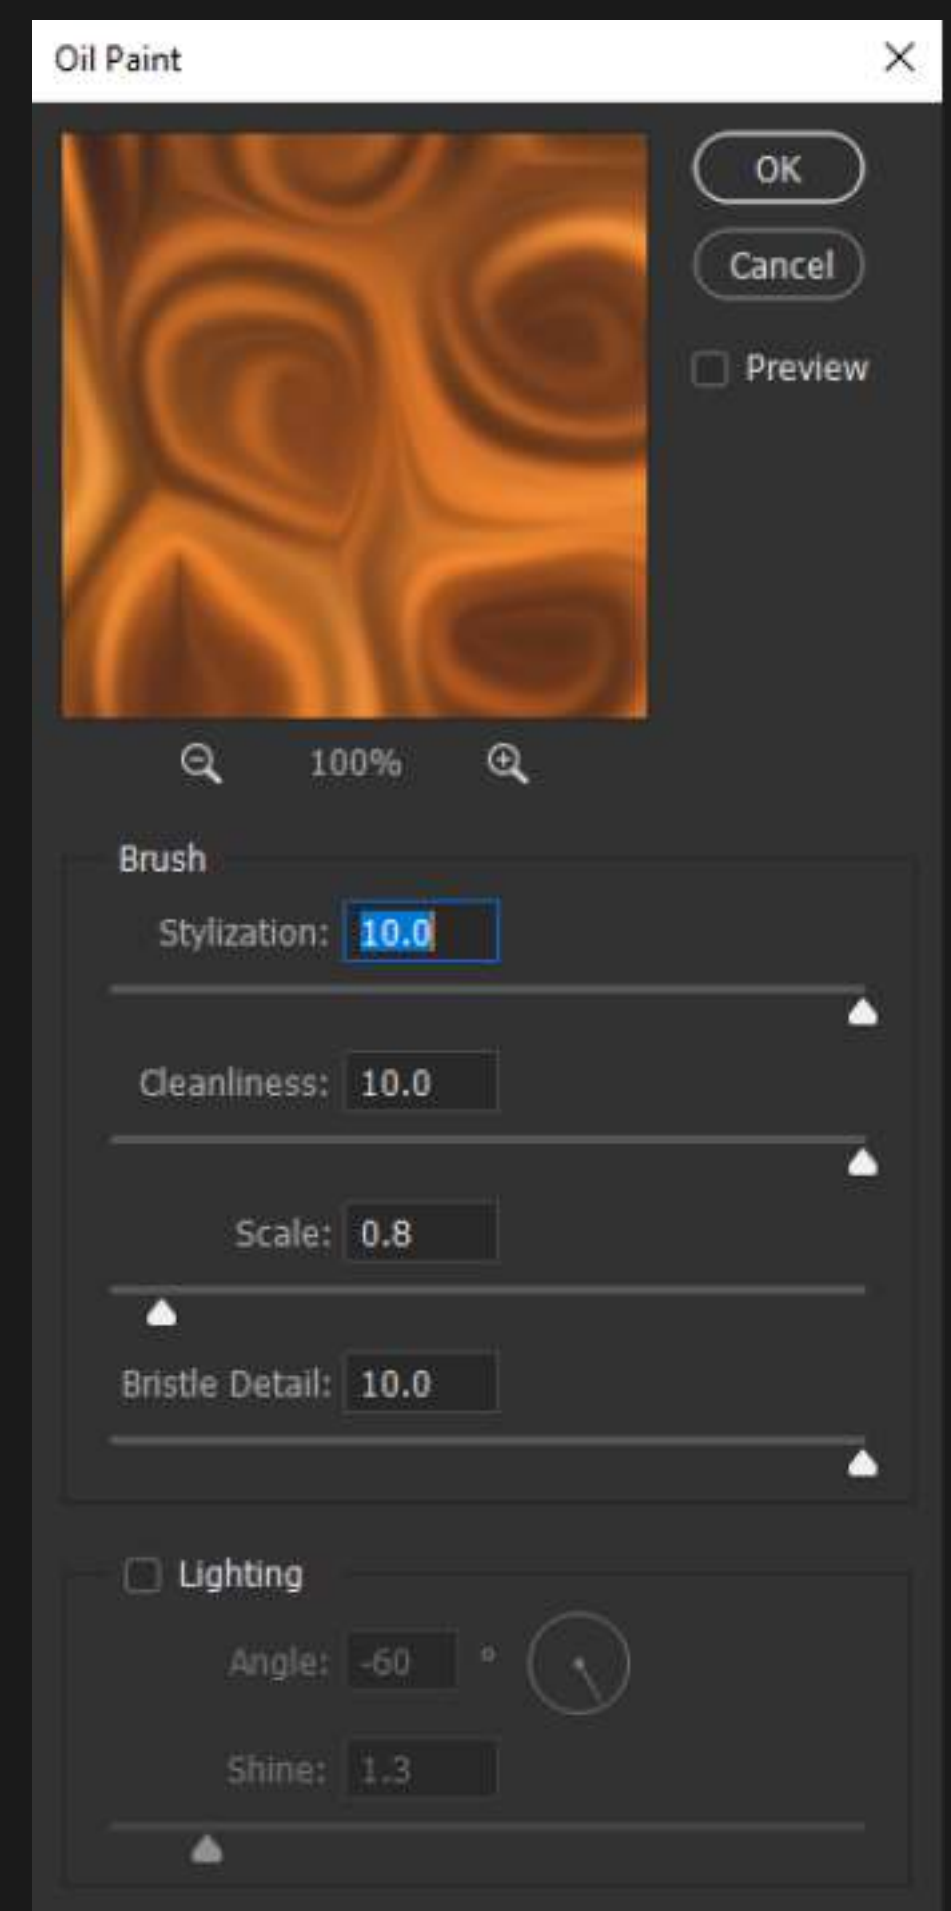 Oil Paint
OK
Cancel
Preview
100%
Brush
Stylization: 10.0
Cleanliness: 10.0
Scale: 0.8
Bristle Detail: 10.0
Lighting
Angle: -60 °
Shine: 1.3